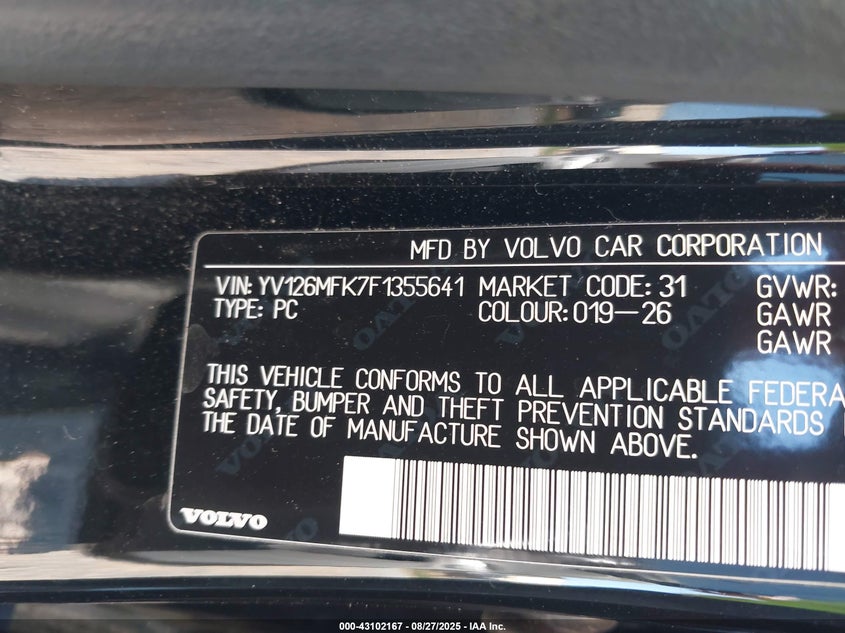 MFD BY VOLVO CAR CORPORATION
VIN: YV126MFK7F1355641 MARKET CODE: 31 GVWR:
TYPE: PC COLOUR: 019-26 GAWR
GAWR
THIS VEHICLE CONFORMS TO ALL APPLICABLE FEDERA
SAFETY, BUMPER AND THEFT PREVENTION STANDARDS
THE DATE OF MANUFACTURE SHOWN ABOVE.
VOLVO
000-43102167 - 08/27/2025 - IAA Inc.